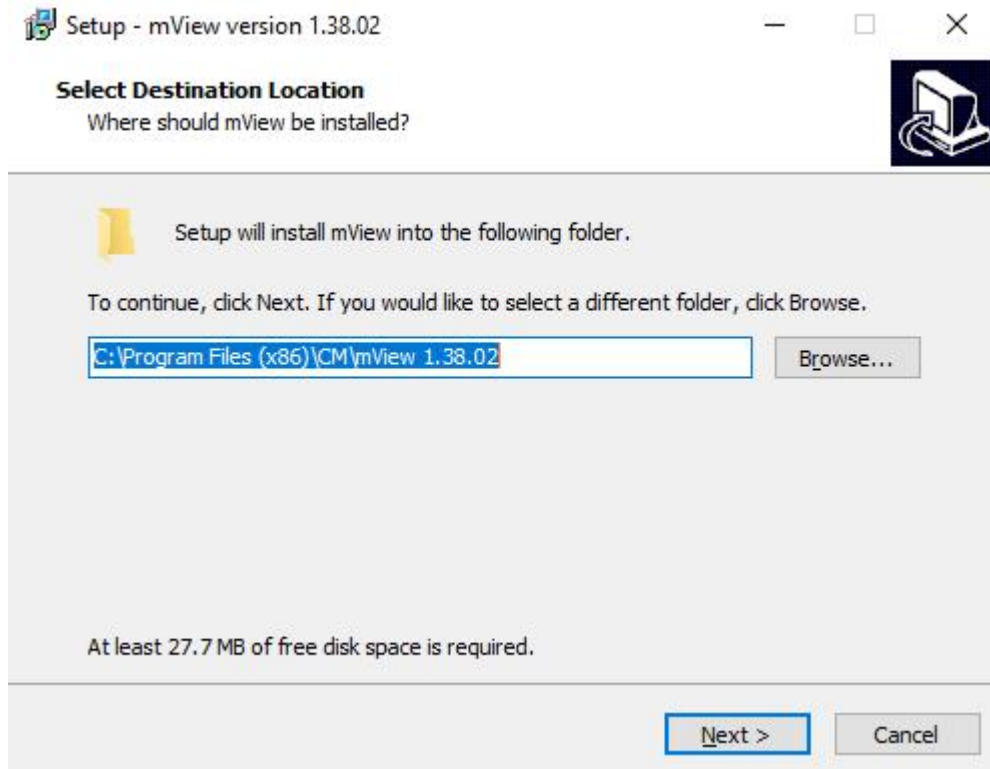 Setup - mView version 1.38.02
Select Destination Location
Where should mView be installed?
Setup will install mView into the following folder.
To continue, click Next. If you would like to select a different folder, click Browse.
C:\Program Files (x86)\CM\mView 1.38.02
Browse...
At least 27.7 MB of free disk space is required.
Next >
Cancel